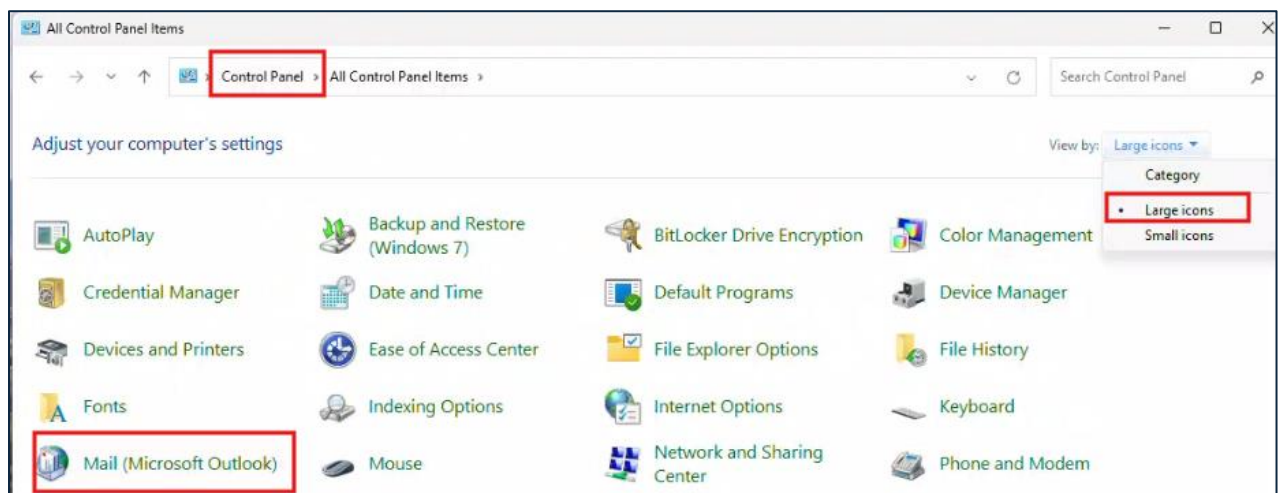 All Control Panel Items
Control Panel > All Control Panel Items >
Search Control Panel
Adjust your computer's settings
View by: Large icons
Category
Large icons
Small icons
AutoPlay
Backup and Restore
(Windows 7)
BitLocker Drive Encryption
Color Management
Credential Manager
Date and Time
Default Programs
Device Manager
Devices and Printers
Ease of Access Center
File Explorer Options
File History
Fonts
Indexing Options
Internet Options
Keyboard
Mail (Microsoft Outlook)
Mouse
Network and Sharing
Center
Phone and Modem